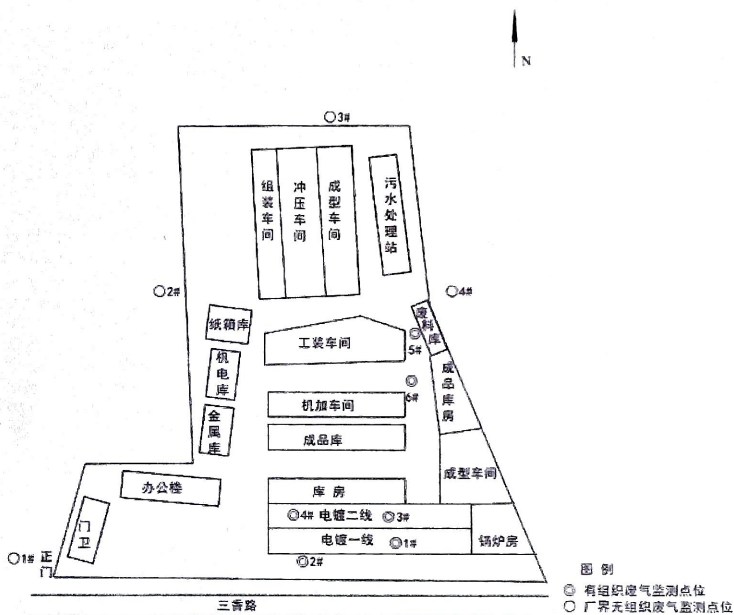 N
○3#
组装车间
冲压车间
成型车间
污水处理站
○2#
○4#
纸箱库
废料库
工装车间
◎5#
机电库
成品库房
◎6#
机加车间
金属库
成品库
成型车间
办公楼
库房
◎4# 电镀二线 ◎3#
门卫
电镀一线 ◎1#
锅炉房
○1# 正门
◎2#
图例
◎ 有组织废气监测点位
○ 厂界无组织废气监测点位
三香路